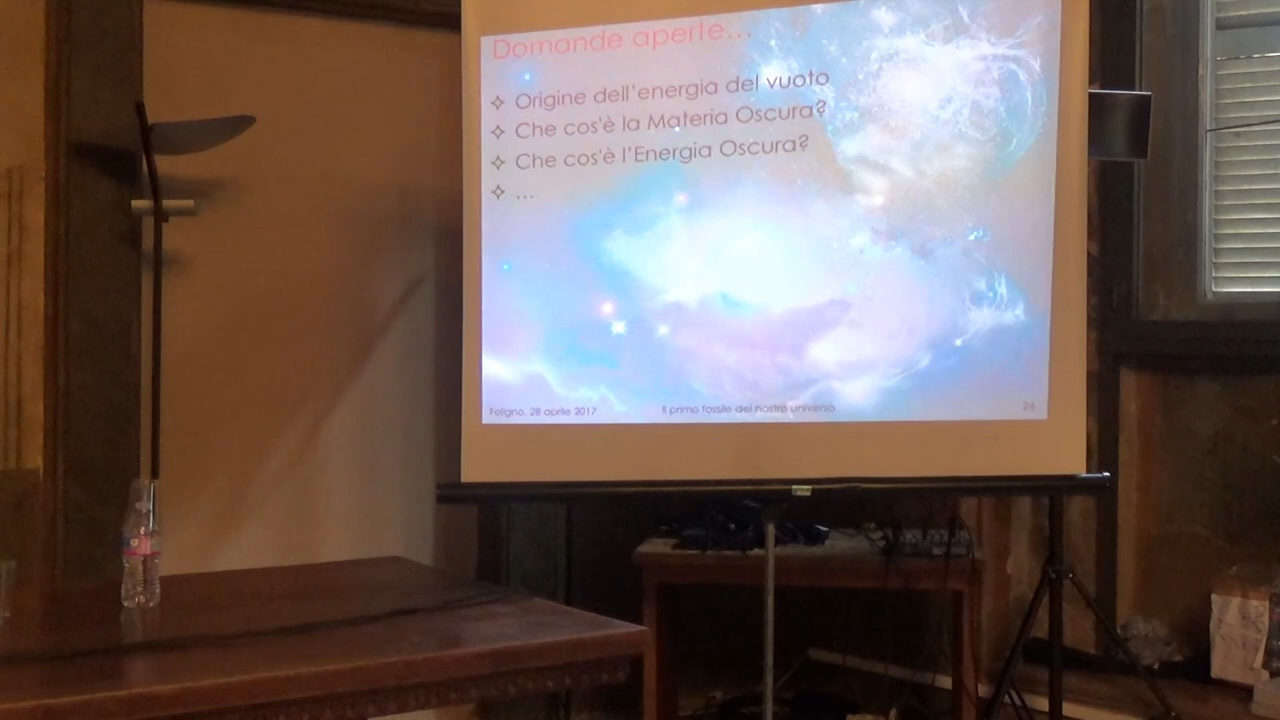 Domande aperte...
✧ Origine dell'energia del vuoto
✧ Che cos'è la Materia Oscura?
✧ Che cos'è l'Energia Oscura?
✧ ...
Foligno, 28 aprile 2017 Il primo fossile del nostro universo 26